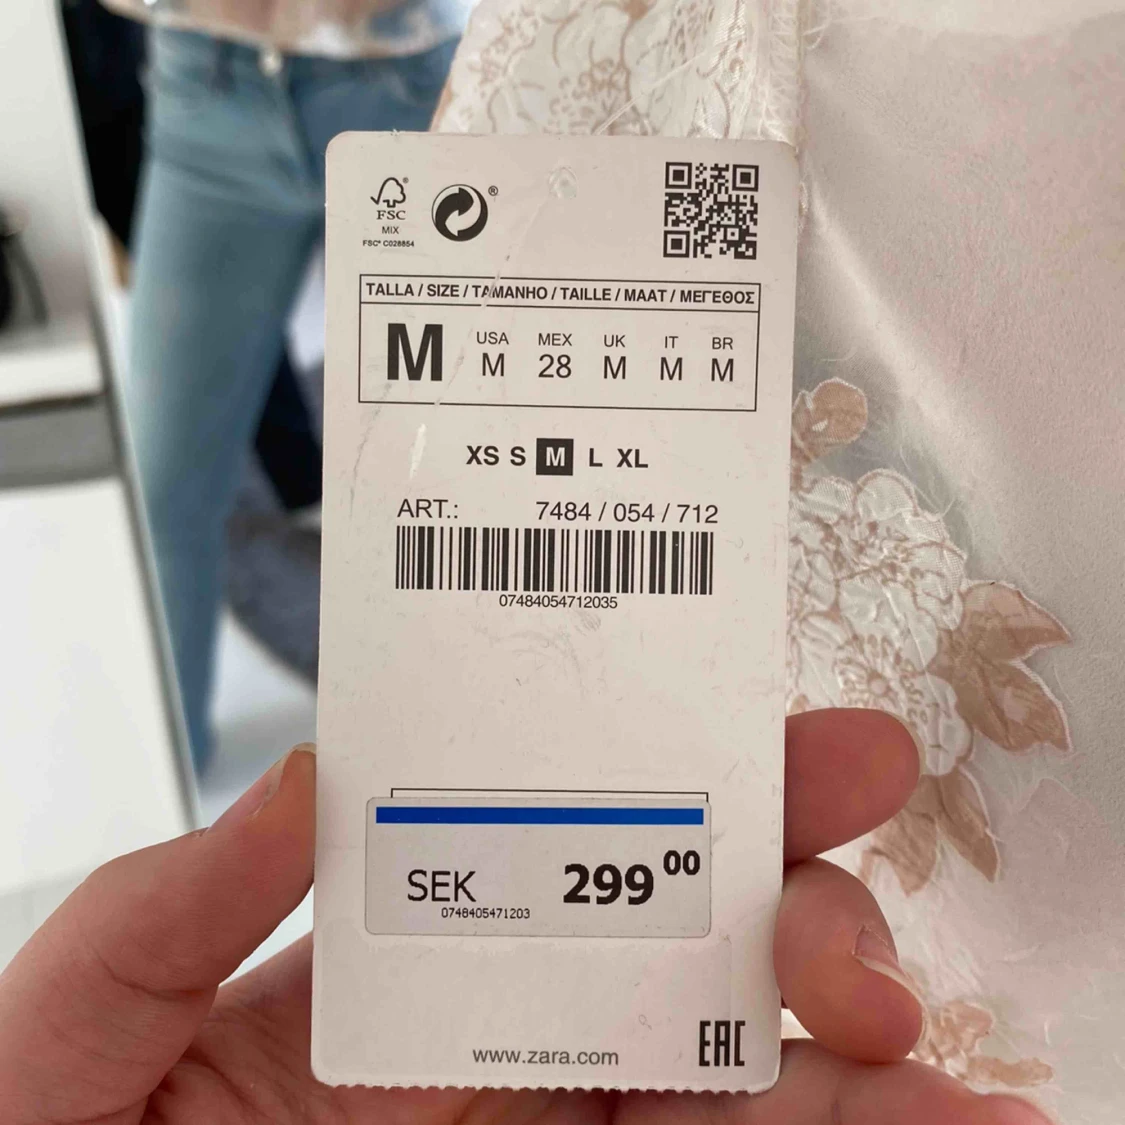 FSC®
MIX
FSC® C028854
®
TALLA / SIZE / TAMANHO / TAILLE / MAAT / ΜΕΓΕΘΟΣ
M
USA MEX UK IT BR
M 28 M M M
XS S M L XL
ART.: 7484 / 054 / 712
07484054712035
SEK 299 00
0748405471203
www.zara.com
EAC